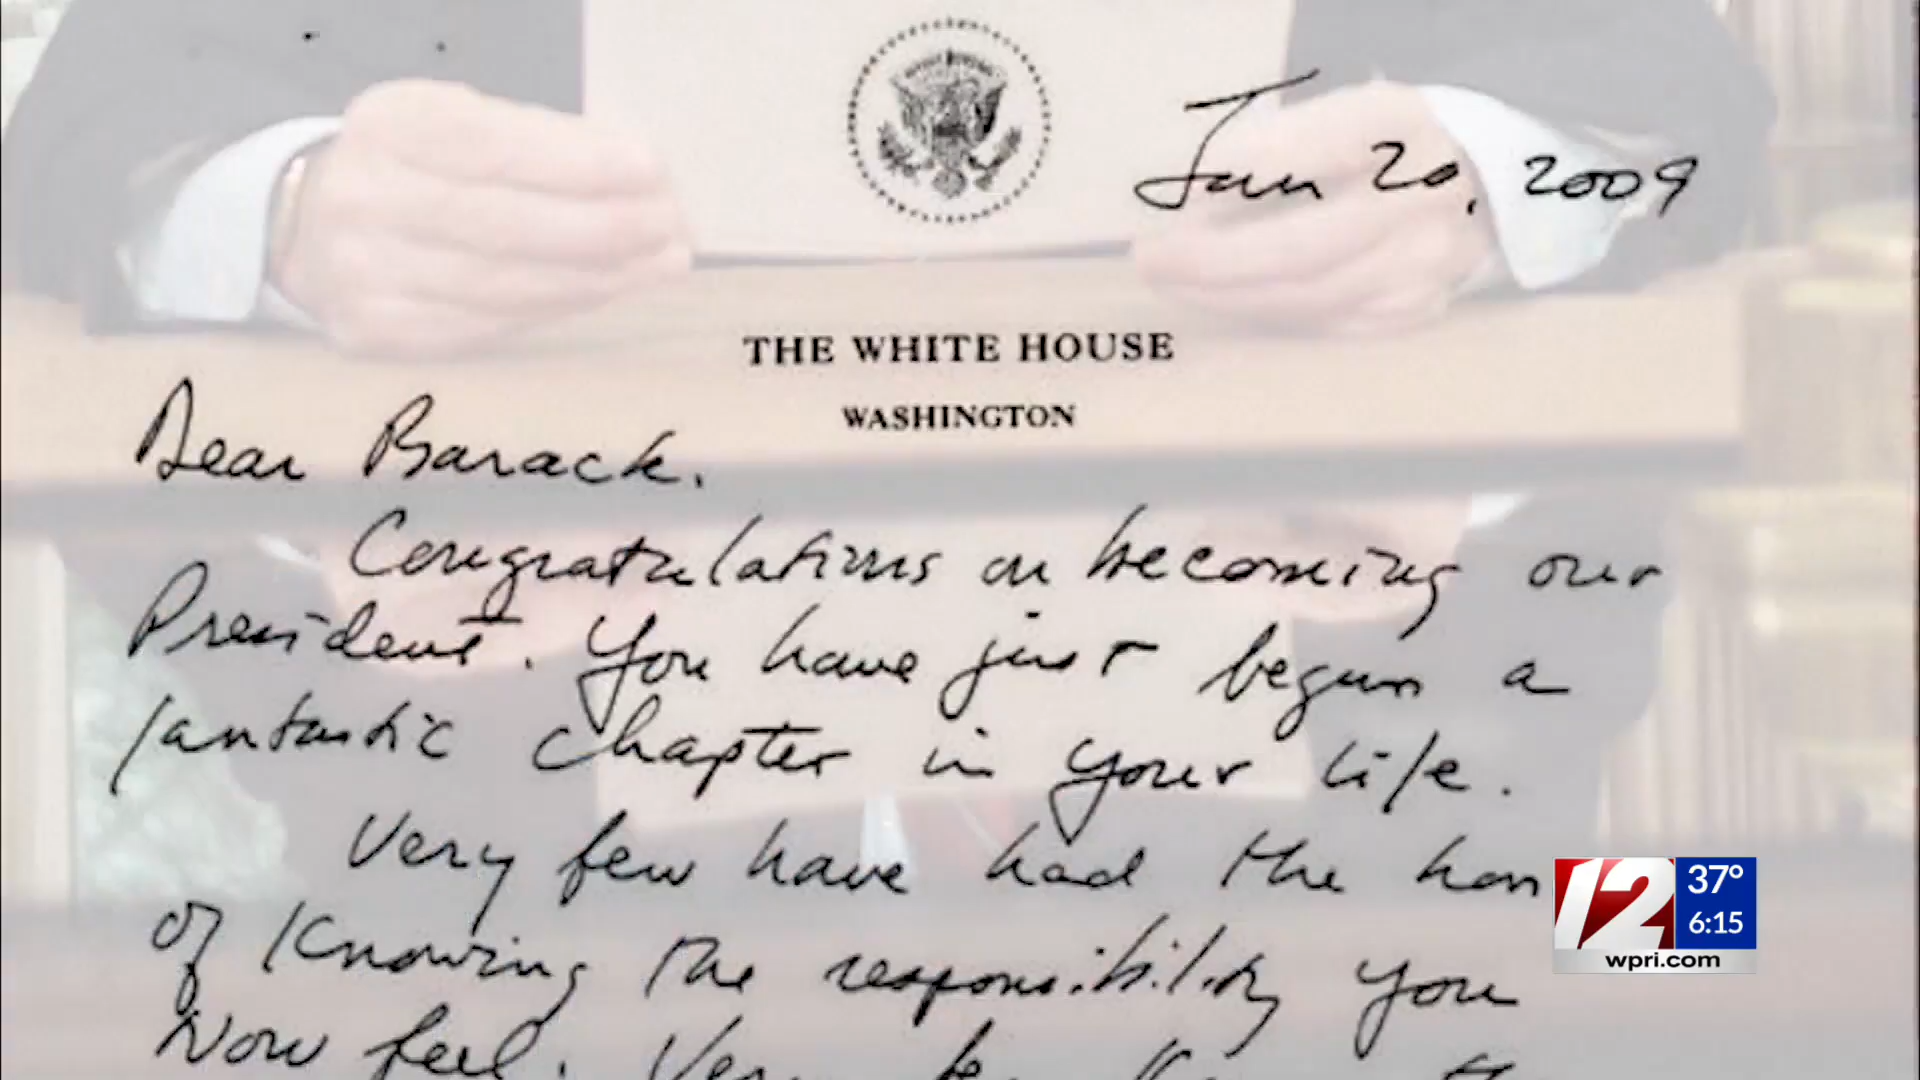 Jan 20, 2009
THE WHITE HOUSE
WASHINGTON
Dear Barack.
Congratulations on becoming our
President. You have just begun a
fantastic chapter in your life.
Very few have had the hon
of knowing the responsibility you
Now feel. Very
12
37°
6:15
wpri.com